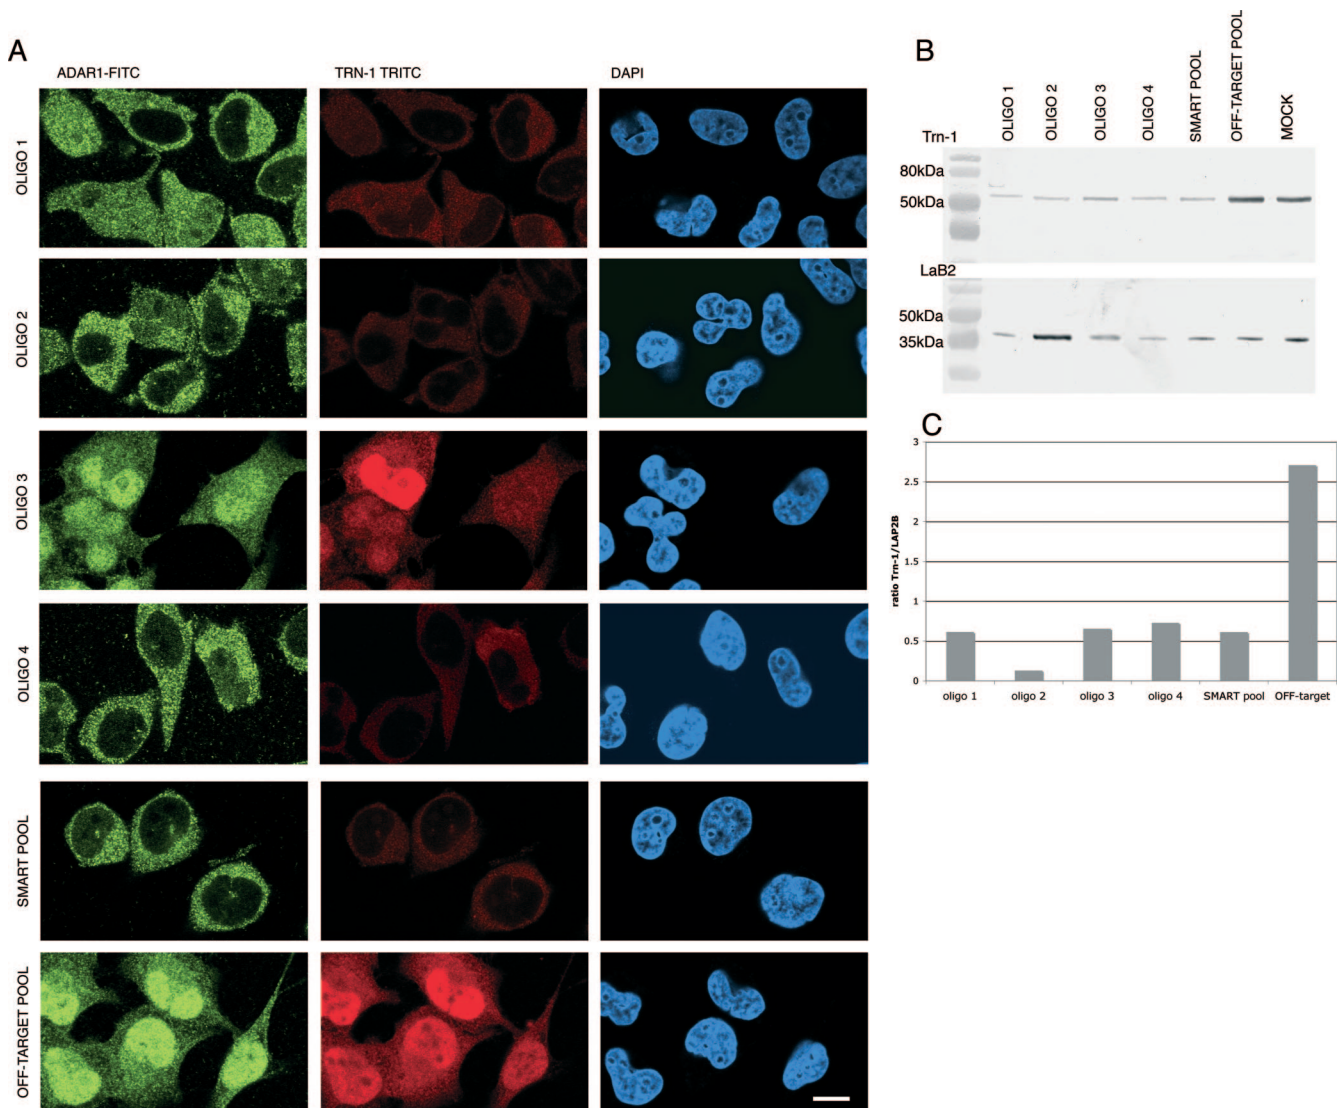 A
ADAR1-FITC
TRN-1 TRITC
DAPI
OLIGO 1
OLIGO 2
OLIGO 3
OLIGO 4
SMART POOL
OFF-TARGET POOL
B
OLIGO 1
OLIGO 2
OLIGO 3
OLIGO 4
SMART POOL
OFF-TARGET POOL
MOCK
Trn-1
80kDa
50kDa
LaB2
50kDa
35kDa
C
ratio Trn-1/LAP2B
3
2.5
2
1.5
1
0.5
0
oligo 1
oligo 2
oligo 3
oligo 4
SMART pool
OFF-target